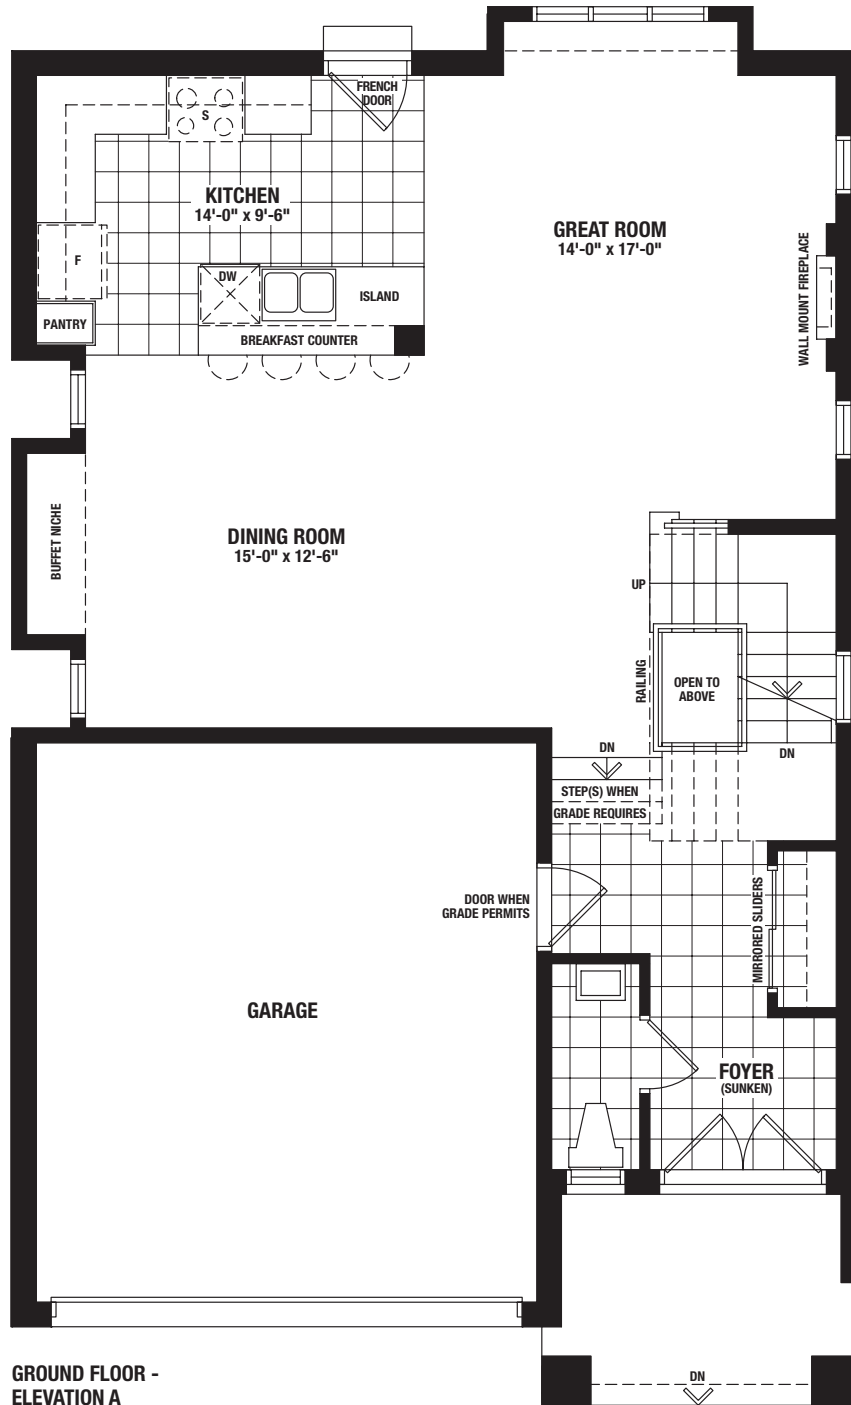 FRENCH
DOOR
S
KITCHEN
14'-0" x 9'-6"
GREAT ROOM
14'-0" x 17'-0"
WALL MOUNT FIREPLACE
F
DW
ISLAND
PANTRY
BREAKFAST COUNTER
BUFFET NICHE
DINING ROOM
15'-0" x 12'-6"
UP
RAILING
OPEN TO
ABOVE
DN
DN
STEP(S) WHEN
GRADE REQUIRES
DOOR WHEN
GRADE PERMITS
MIRRORED SLIDERS
GARAGE
FOYER
(SUNKEN)
DN
GROUND FLOOR -
ELEVATION A